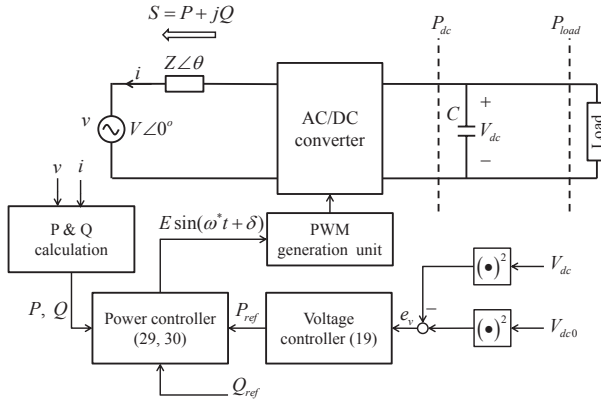 S = P + jQ
P_dc
P_load
Z∠θ
i
v
V∠0°
AC/DC
converter
C
+
V_dc
−
Load
v
i
P & Q
calculation
E sin(ω* t + δ)
PWM
generation unit
P, Q
Power controller
(29, 30)
P_ref
Voltage
controller (19)
e_v
−
(•)²
V_dc
(•)²
V_dc0
Q_ref